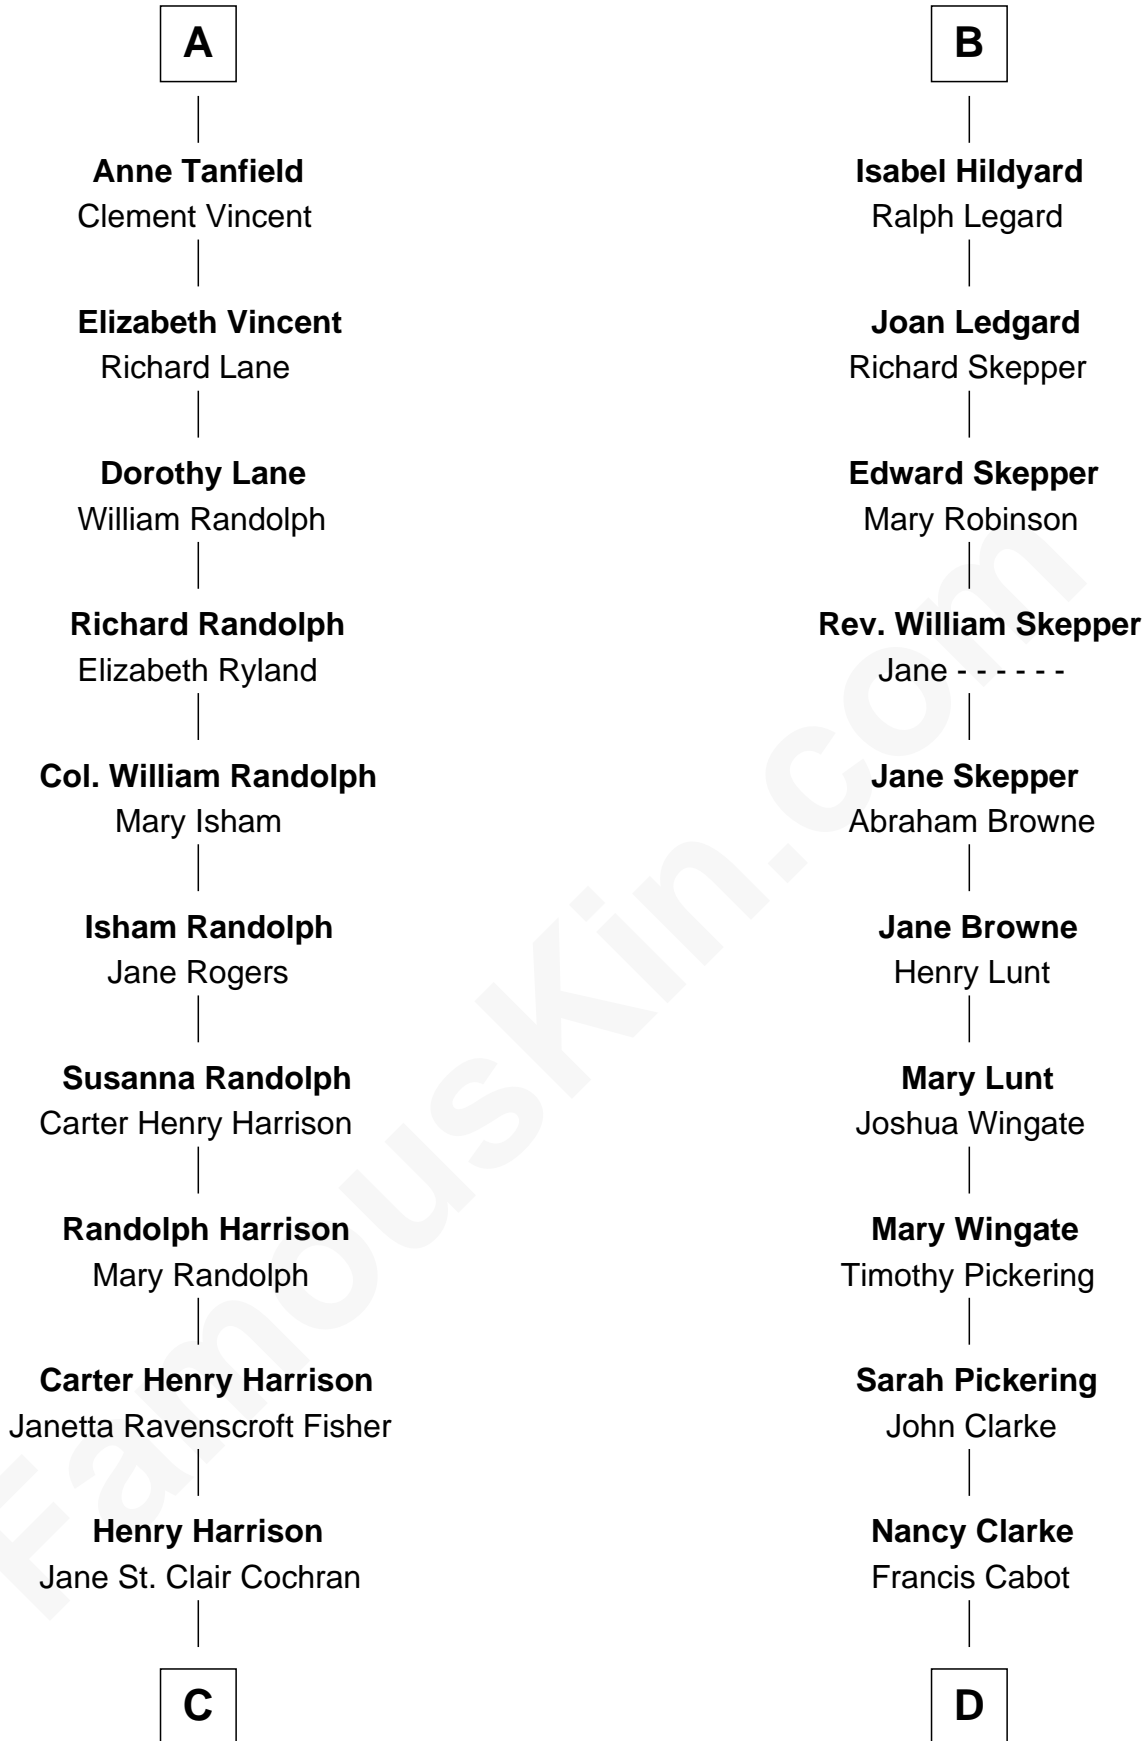 A
Anne Tanfield
Clement Vincent
Elizabeth Vincent
Richard Lane
Dorothy Lane
William Randolph
Richard Randolph
Elizabeth Ryland
Col. William Randolph
Mary Isham
Isham Randolph
Jane Rogers
Susanna Randolph
Carter Henry Harrison
Randolph Harrison
Mary Randolph
Carter Henry Harrison
Janetta Ravenscroft Fisher
Henry Harrison
Jane St. Clair Cochran
C
B
Isabel Hildyard
Ralph Legard
Joan Ledgard
Richard Skepper
Edward Skepper
Mary Robinson
Rev. William Skepper
Jane - - - - - -
Jane Skepper
Abraham Browne
Jane Browne
Henry Lunt
Mary Lunt
Joshua Wingate
Mary Wingate
Timothy Pickering
Sarah Pickering
John Clarke
Nancy Clarke
Francis Cabot
D
FamousKin.com